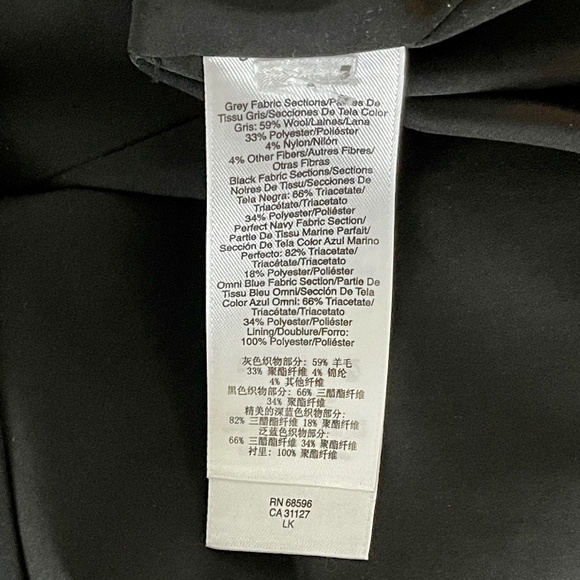 Grey Fabric Sections/Parties De
Tissu Gris/Secciones De Tela Color
Gris: 59% Wool/Laines/Lana
33% Polyester/Poliéster
4% Nylon/Nilón
4% Other Fibers/Autres Fibres/
Otras Fibras
Black Fabric Sections/Sections
Noires De Tissu/Secciones De
Tela Negra: 66% Triacetate/
Triacétate/Triacetato
34% Polyester/Poliéster
Perfect Navy Fabric Section/
Partie De Tissu Marine Parfait/
Sección De Tela Color Azul Marino
Perfecto: 82% Triacetate/
Triacétate/Triacetato
18% Polyester/Poliéster
Omni Blue Fabric Section/Partie De
Tissu Bleu Omni/Sección De Tela
Color Azul Omni: 66% Triacetate/
Triacétate/Triacetato
34% Polyester/Poliéster
Lining/Doublure/Forro:
100% Polyester/Poliéster
灰色织物部分: 59% 羊毛
33% 聚酯纤维 4% 锦纶
4% 其他纤维
黑色织物部分: 66% 三醋酯纤维
34% 聚酯纤维
精美的深蓝色织物部分:
82% 三醋酯纤维 18% 聚酯纤维
泛蓝色织物部分:
66% 三醋酯纤维 34% 聚酯纤维
衬里: 100% 聚酯纤维
RN 68596
CA 31127
LK